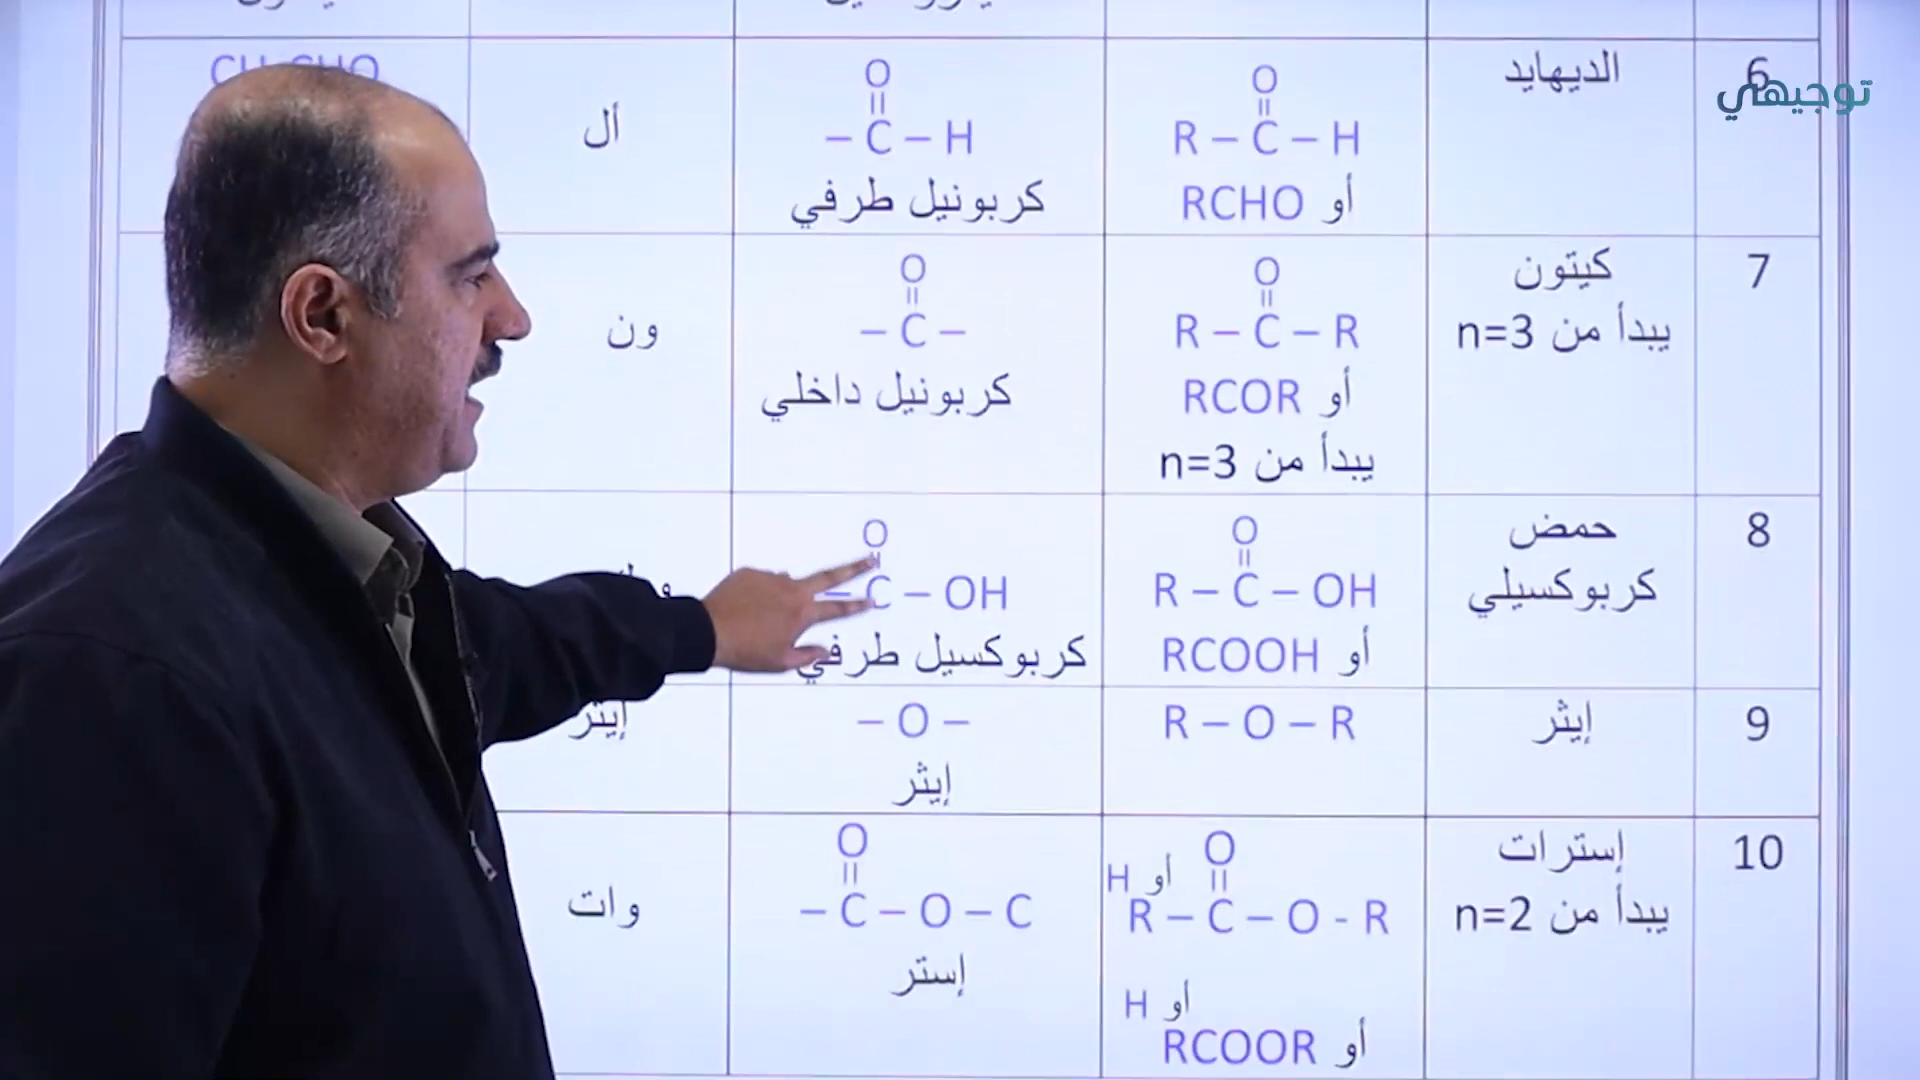 توجيهي
6
الديهايد
O
=
R – C – H
أو RCHO
O
=
– C – H
كربونيل طرفي
أل
7
كيتون
يبدأ من n=3
O
=
R – C – R
أو RCOR
يبدأ من n=3
O
=
– C –
كربونيل داخلي
ون
8
حمض
كربوكسيلي
O
=
R – C – OH
أو RCOOH
O
=
– C – OH
كربوكسيل طرفي
9
إيثر
R – O – R
– O –
إيثر
إيثر
10
إسترات
يبدأ من n=2
أو H
O
=
R – C – O - R
أو H
أو RCOOR
O
=
– C – O – C
إستر
وات